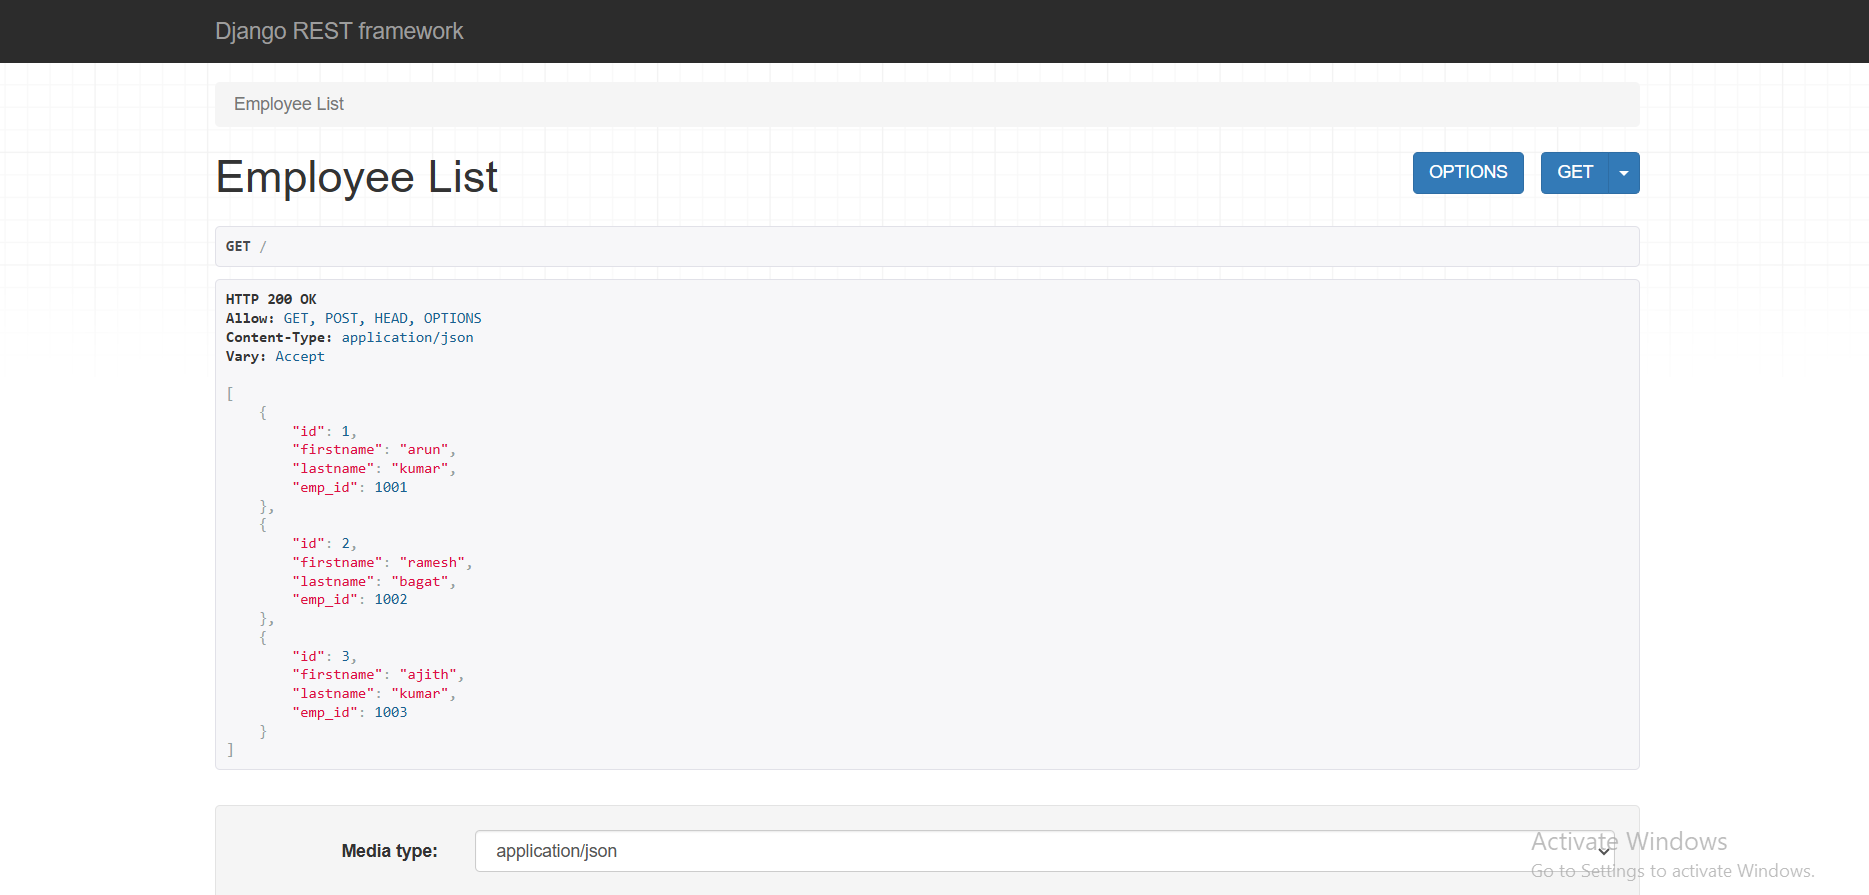 Django REST framework
Employee List
Employee List
OPTIONS
GET
GET /
HTTP 200 OK
Allow: GET, POST, HEAD, OPTIONS
Content-Type: application/json
Vary: Accept
[
    {
        "id": 1,
        "firstname": "arun",
        "lastname": "kumar",
        "emp_id": 1001
    },
    {
        "id": 2,
        "firstname": "ramesh",
        "lastname": "bagat",
        "emp_id": 1002
    },
    {
        "id": 3,
        "firstname": "ajith",
        "lastname": "kumar",
        "emp_id": 1003
    }
]
Media type:
application/json
Activate Windows
Go to Settings to activate Windows.